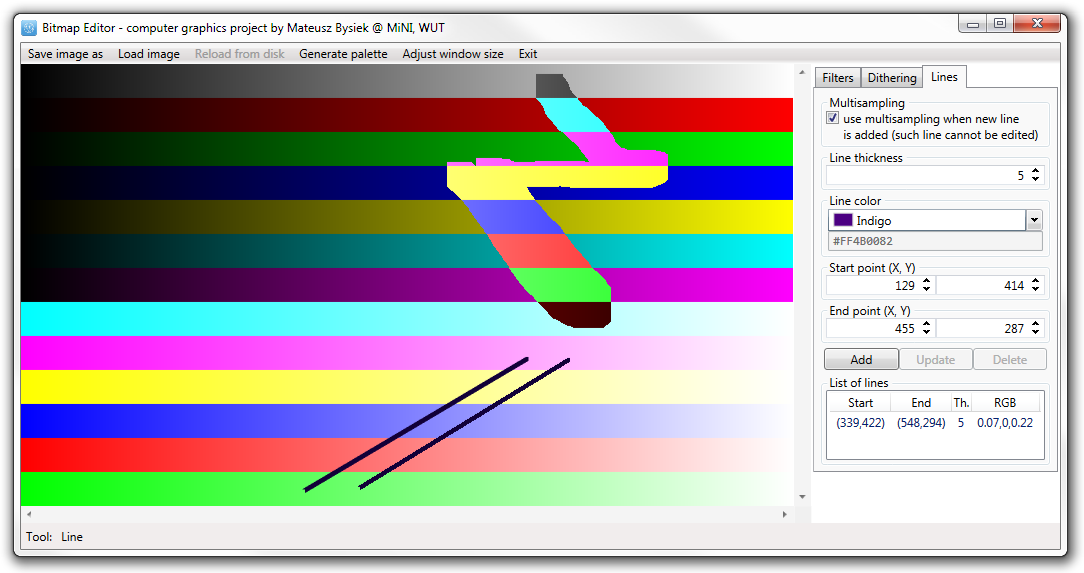 Bitmap Editor - computer graphics project by Mateusz Bysiek @ MiNI, WUT
Save image as Load image Reload from disk Generate palette Adjust window size Exit
Filters Dithering Lines
Multisampling
use multisampling when new line
is added (such line cannot be edited)
Line thickness
5
Line color
Indigo
#FF4B0082
Start point (X, Y)
129 414
End point (X, Y)
455 287
Add Update Delete
List of lines
Start End Th. RGB
(339,422) (548,294) 5 0.07,0,0.22
Tool: Line